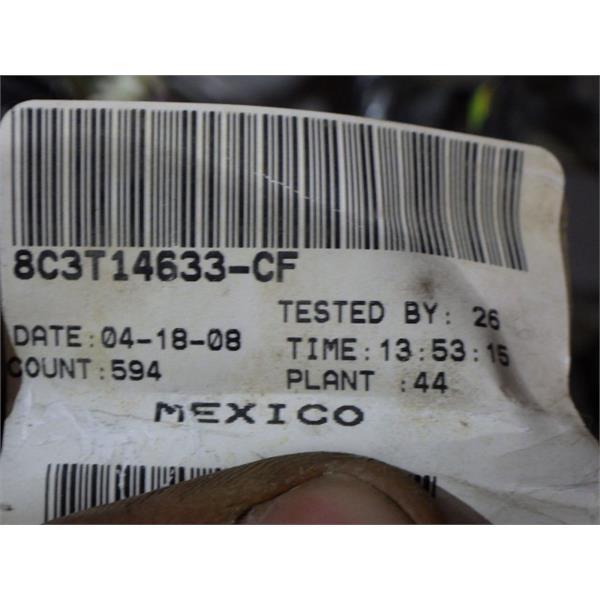 8C3T14633-CF
TESTED BY: 26
DATE:04-18-08
TIME:13:53:15
COUNT:594
PLANT :44
MEXICO